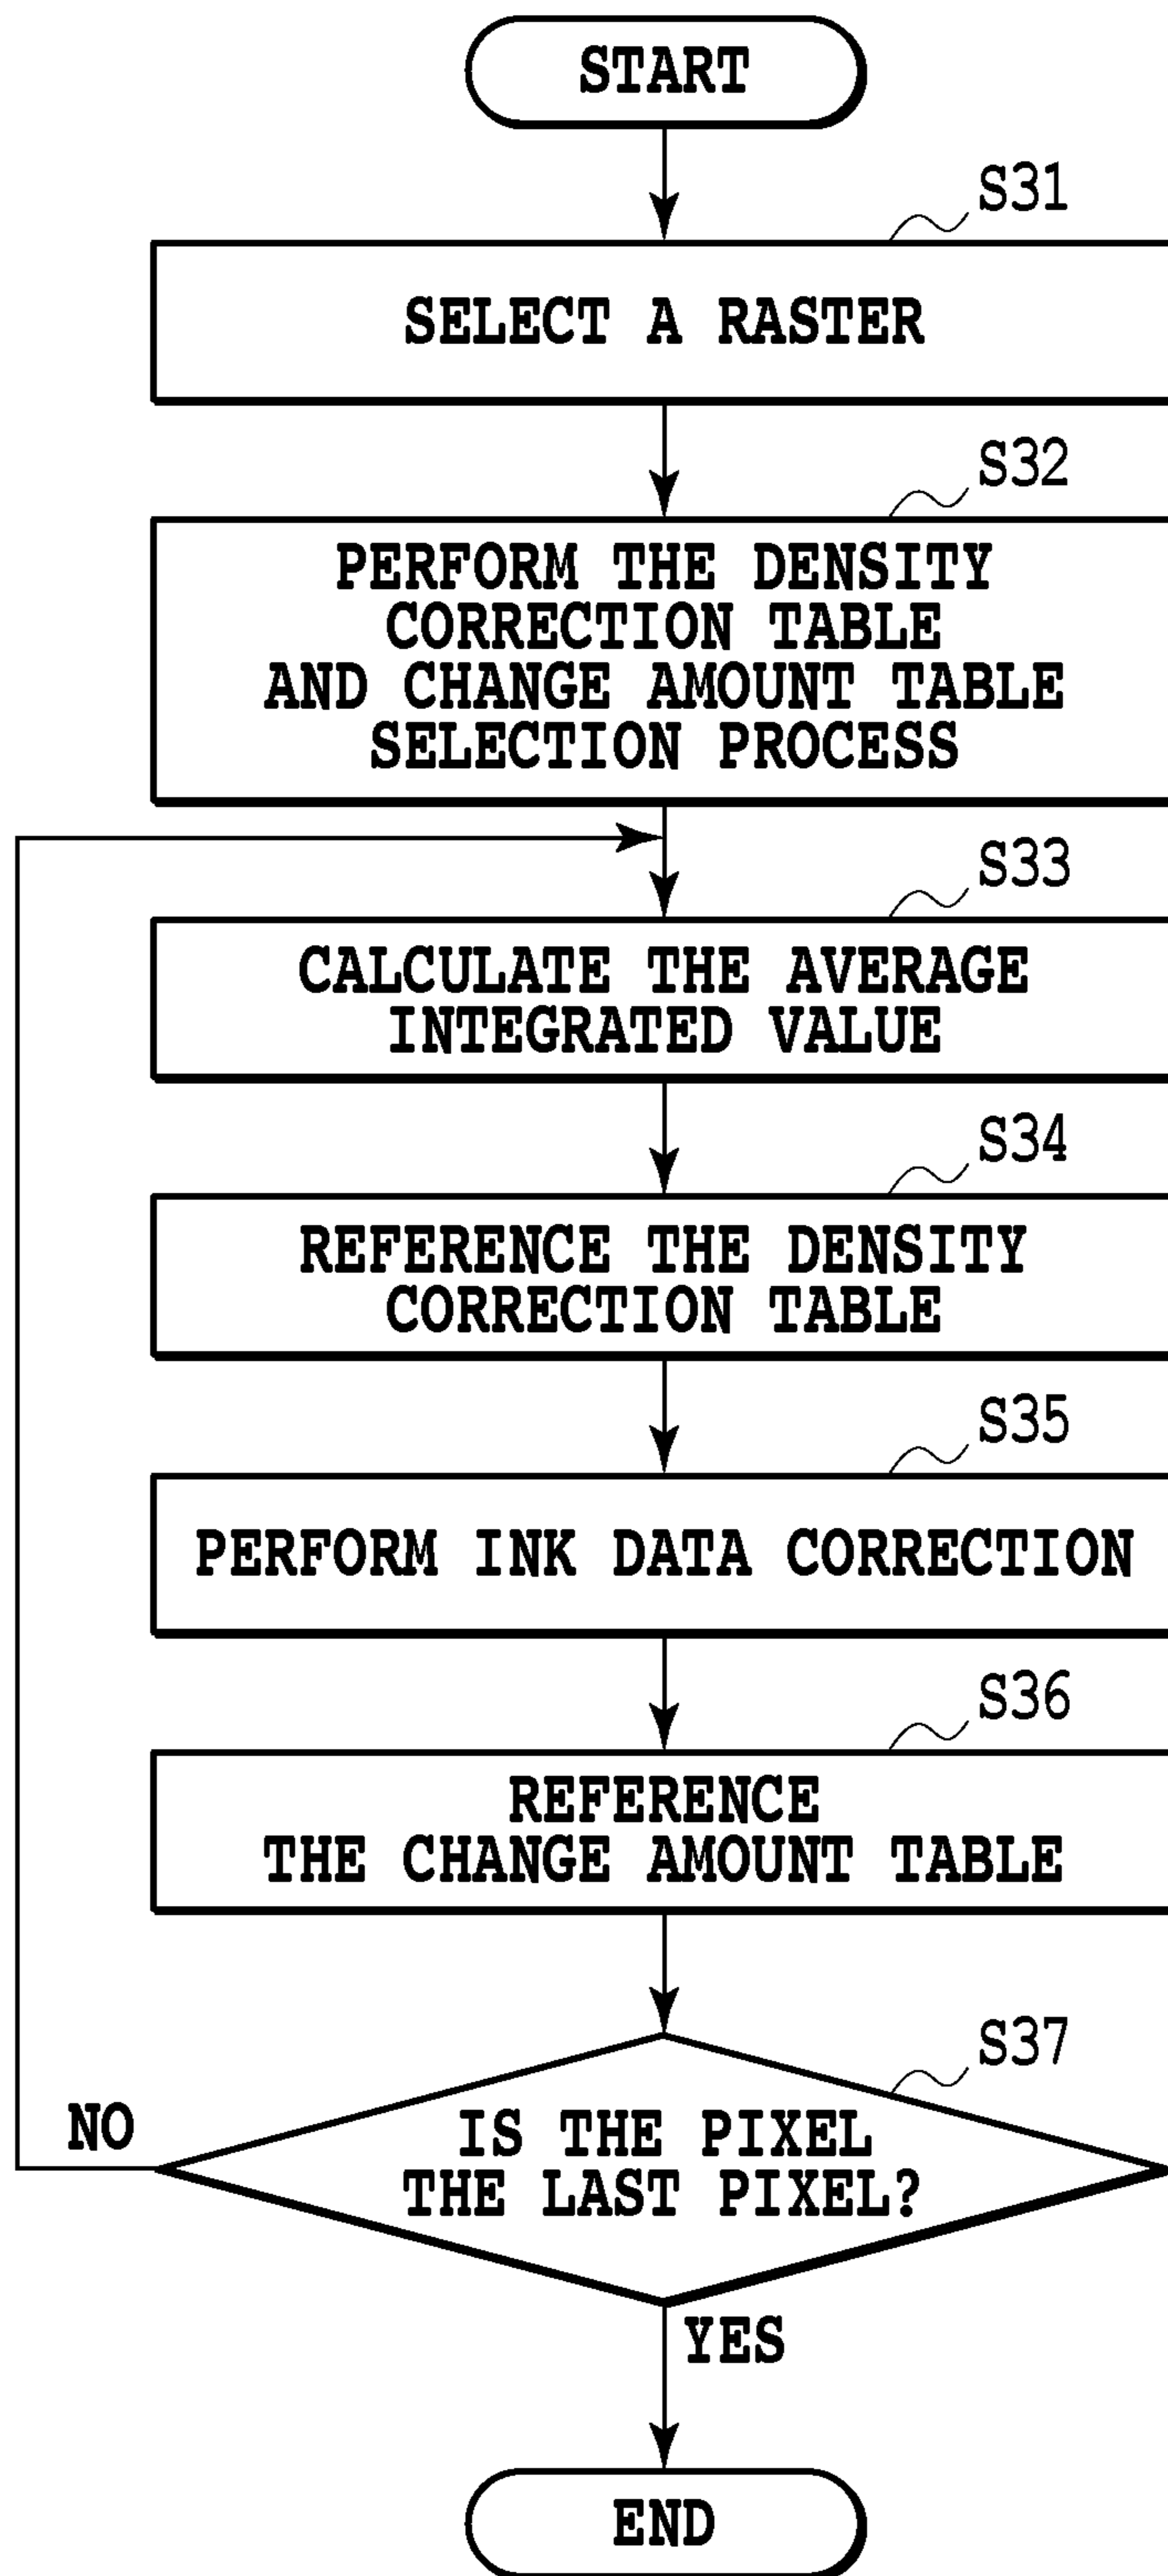 START
S31
SELECT A RASTER
S32
PERFORM THE DENSITY
CORRECTION TABLE
AND CHANGE AMOUNT TABLE
SELECTION PROCESS
S33
CALCULATE THE AVERAGE
INTEGRATED VALUE
S34
REFERENCE THE DENSITY
CORRECTION TABLE
S35
PERFORM INK DATA CORRECTION
S36
REFERENCE
THE CHANGE AMOUNT TABLE
S37
NO
IS THE PIXEL
THE LAST PIXEL?
YES
END